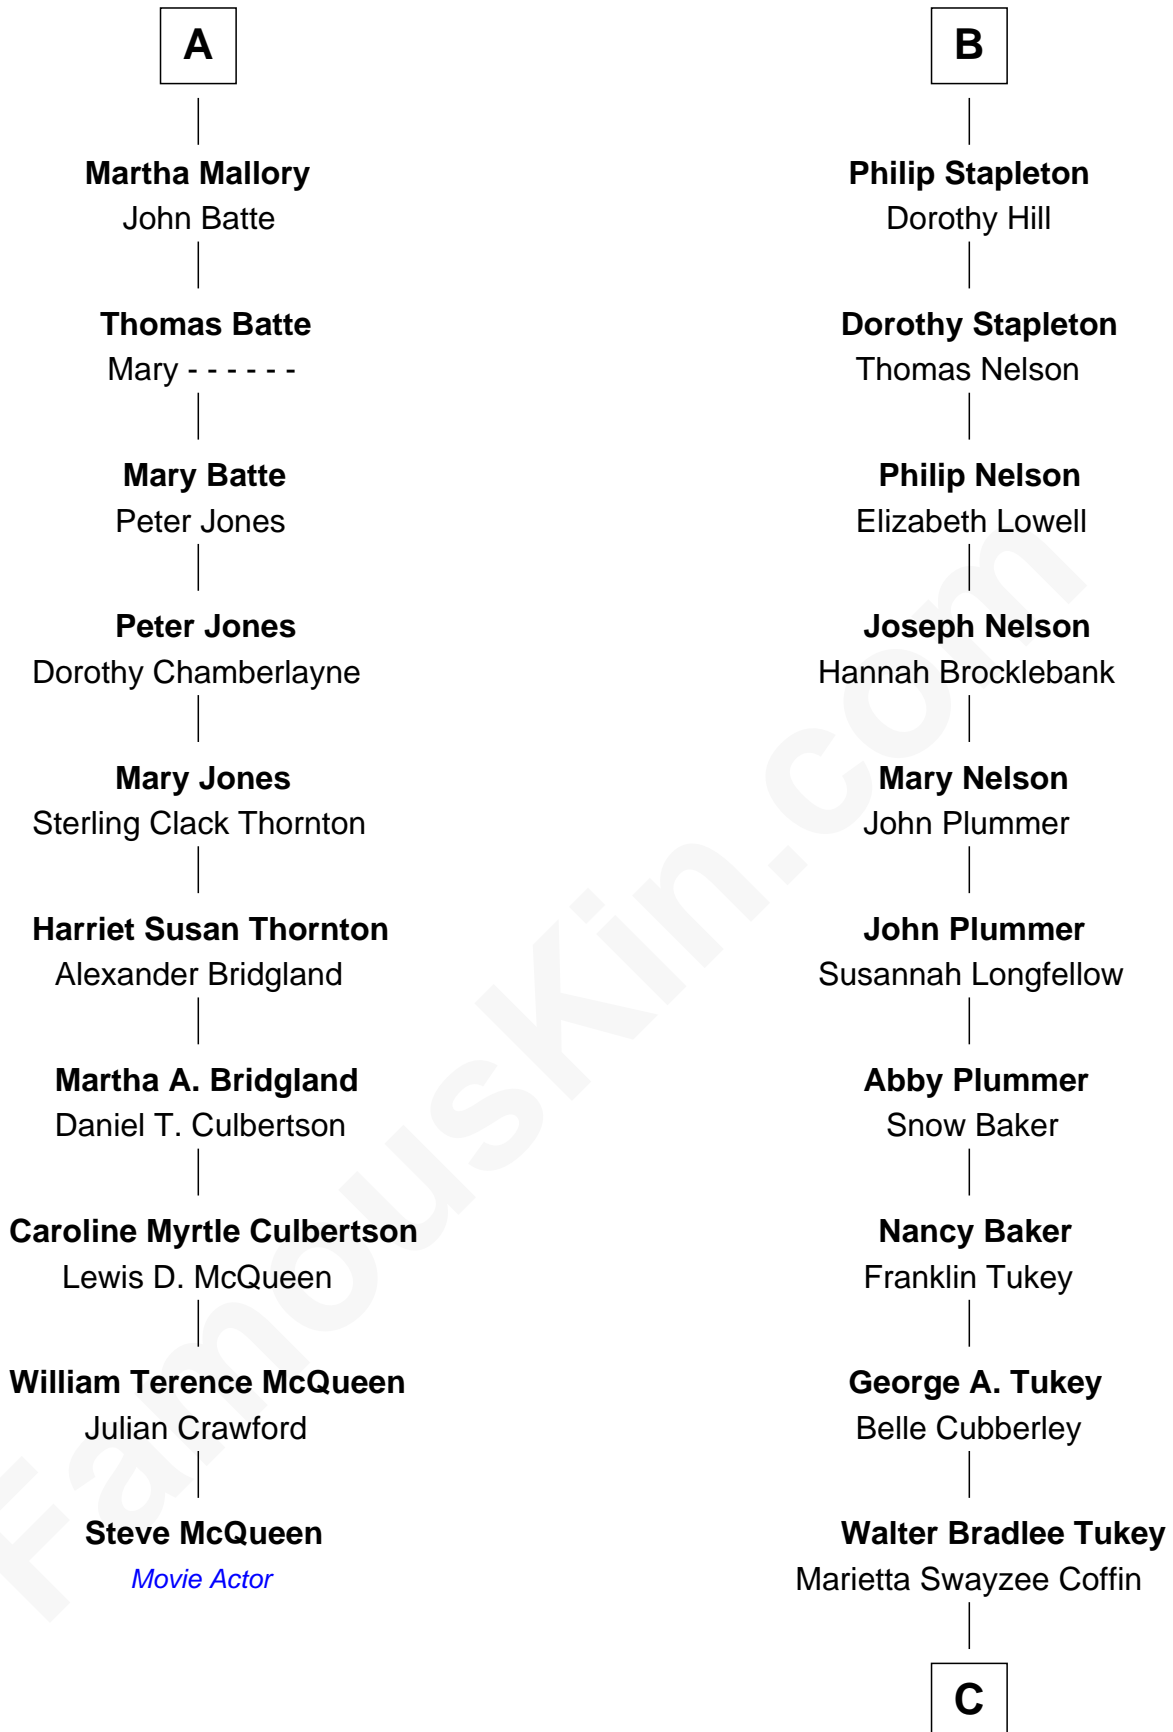 A
Martha Mallory
John Batte
Thomas Batte
Mary - - - - - -
Mary Batte
Peter Jones
Peter Jones
Dorothy Chamberlayne
Mary Jones
Sterling Clack Thornton
Harriet Susan Thornton
Alexander Bridgland
Martha A. Bridgland
Daniel T. Culbertson
Caroline Myrtle Culbertson
Lewis D. McQueen
William Terence McQueen
Julian Crawford
Steve McQueen
Movie Actor
B
Philip Stapleton
Dorothy Hill
Dorothy Stapleton
Thomas Nelson
Philip Nelson
Elizabeth Lowell
Joseph Nelson
Hannah Brocklebank
Mary Nelson
John Plummer
John Plummer
Susannah Longfellow
Abby Plummer
Snow Baker
Nancy Baker
Franklin Tukey
George A. Tukey
Belle Cubberley
Walter Bradlee Tukey
Marietta Swayzee Coffin
C
FamousKin.com